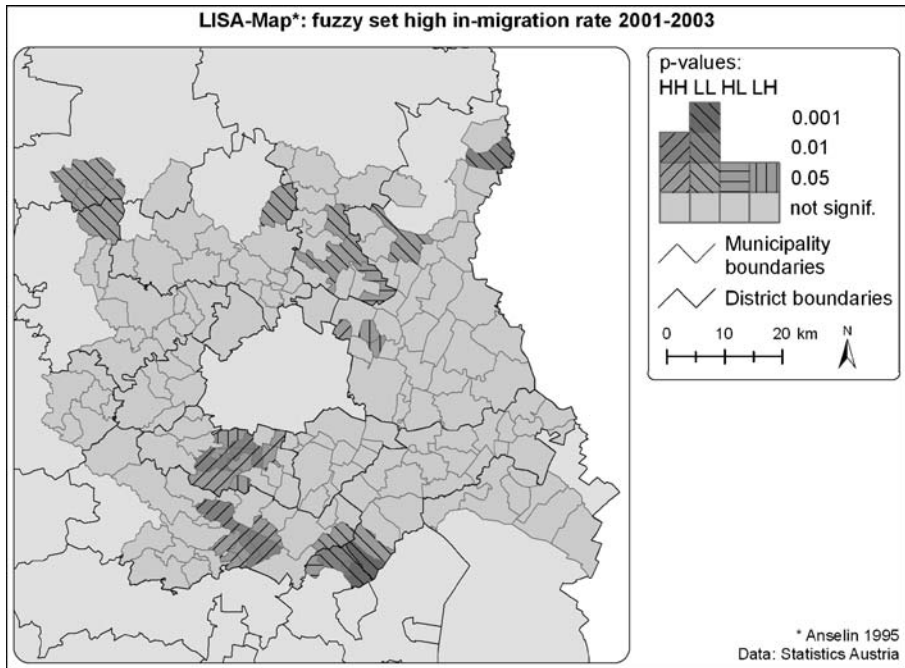 LISA-Map*: fuzzy set high in-migration rate 2001-2003
p-values:
HH LL HL LH
0.001
0.01
0.05
not signif.
Municipality
boundaries
District boundaries
0 10 20 km
N
* Anselin 1995
Data: Statistics Austria